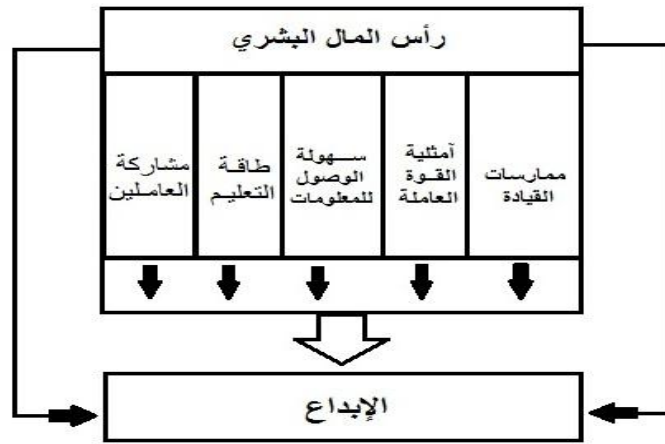 رأس المال البشري
ممارسات
القيادة
أمثلية
القوة
العاملة
سهولة
الوصول
للمعلومات
طاقة
التعليم
مشاركة
العاملين
الإبداع